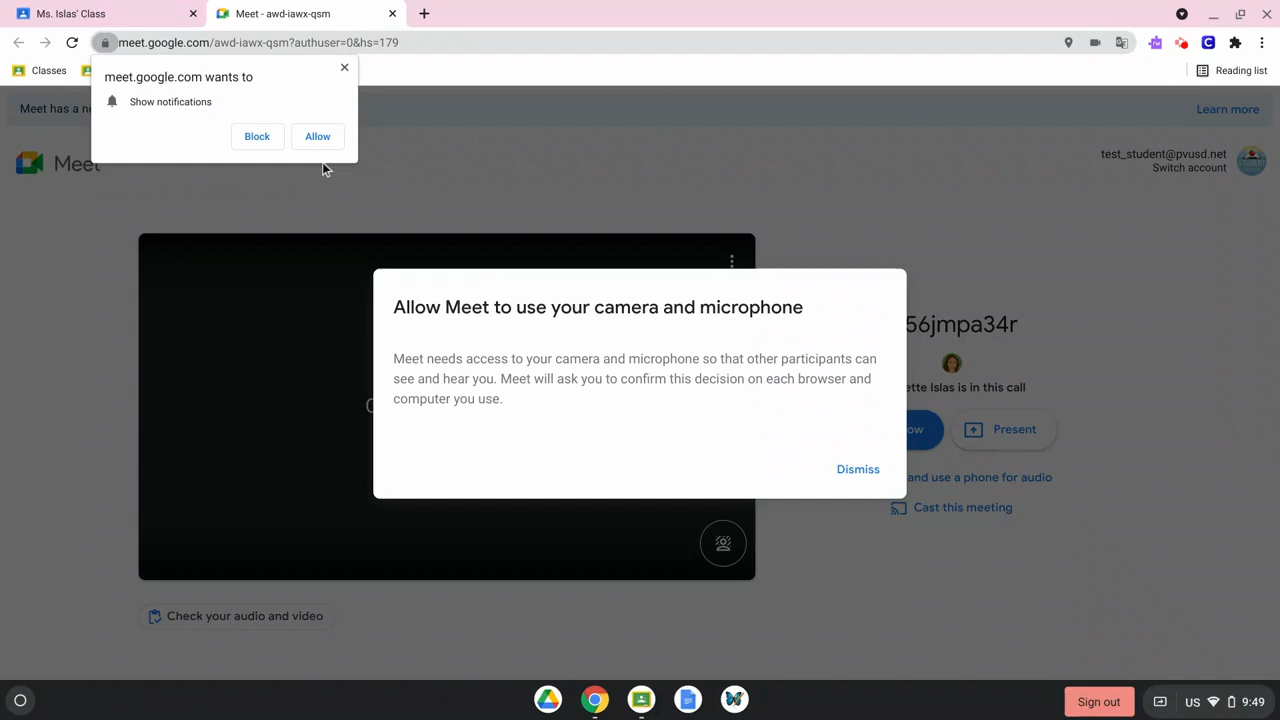 Ms. Islas' Class
Meet - awd-iawx-qsm
meet.google.com/awd-iawx-qsm?authuser=0&hs=179
Classes
Reading list
meet.google.com wants to
Show notifications
Block
Allow
Meet has a
Learn more
Meet
test_student@pvusd.net
Switch account
Allow Meet to use your camera and microphone
Meet needs access to your camera and microphone so that other participants can
see and hear you. Meet will ask you to confirm this decision on each browser and
computer you use.
Dismiss
56jmpa34r
ette Islas is in this call
ow
Present
and use a phone for audio
Cast this meeting
Check your audio and video
Sign out
US
9:49